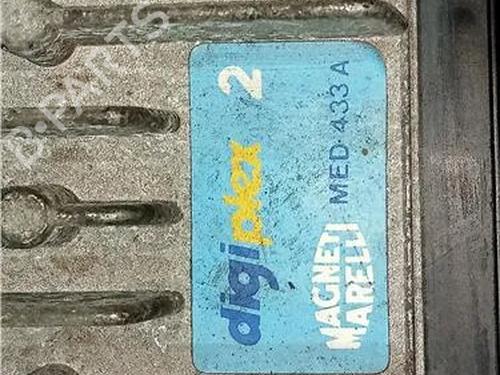 digiplex 2
MAGNETI
MARELLI
MED 433 A
B-PARTS